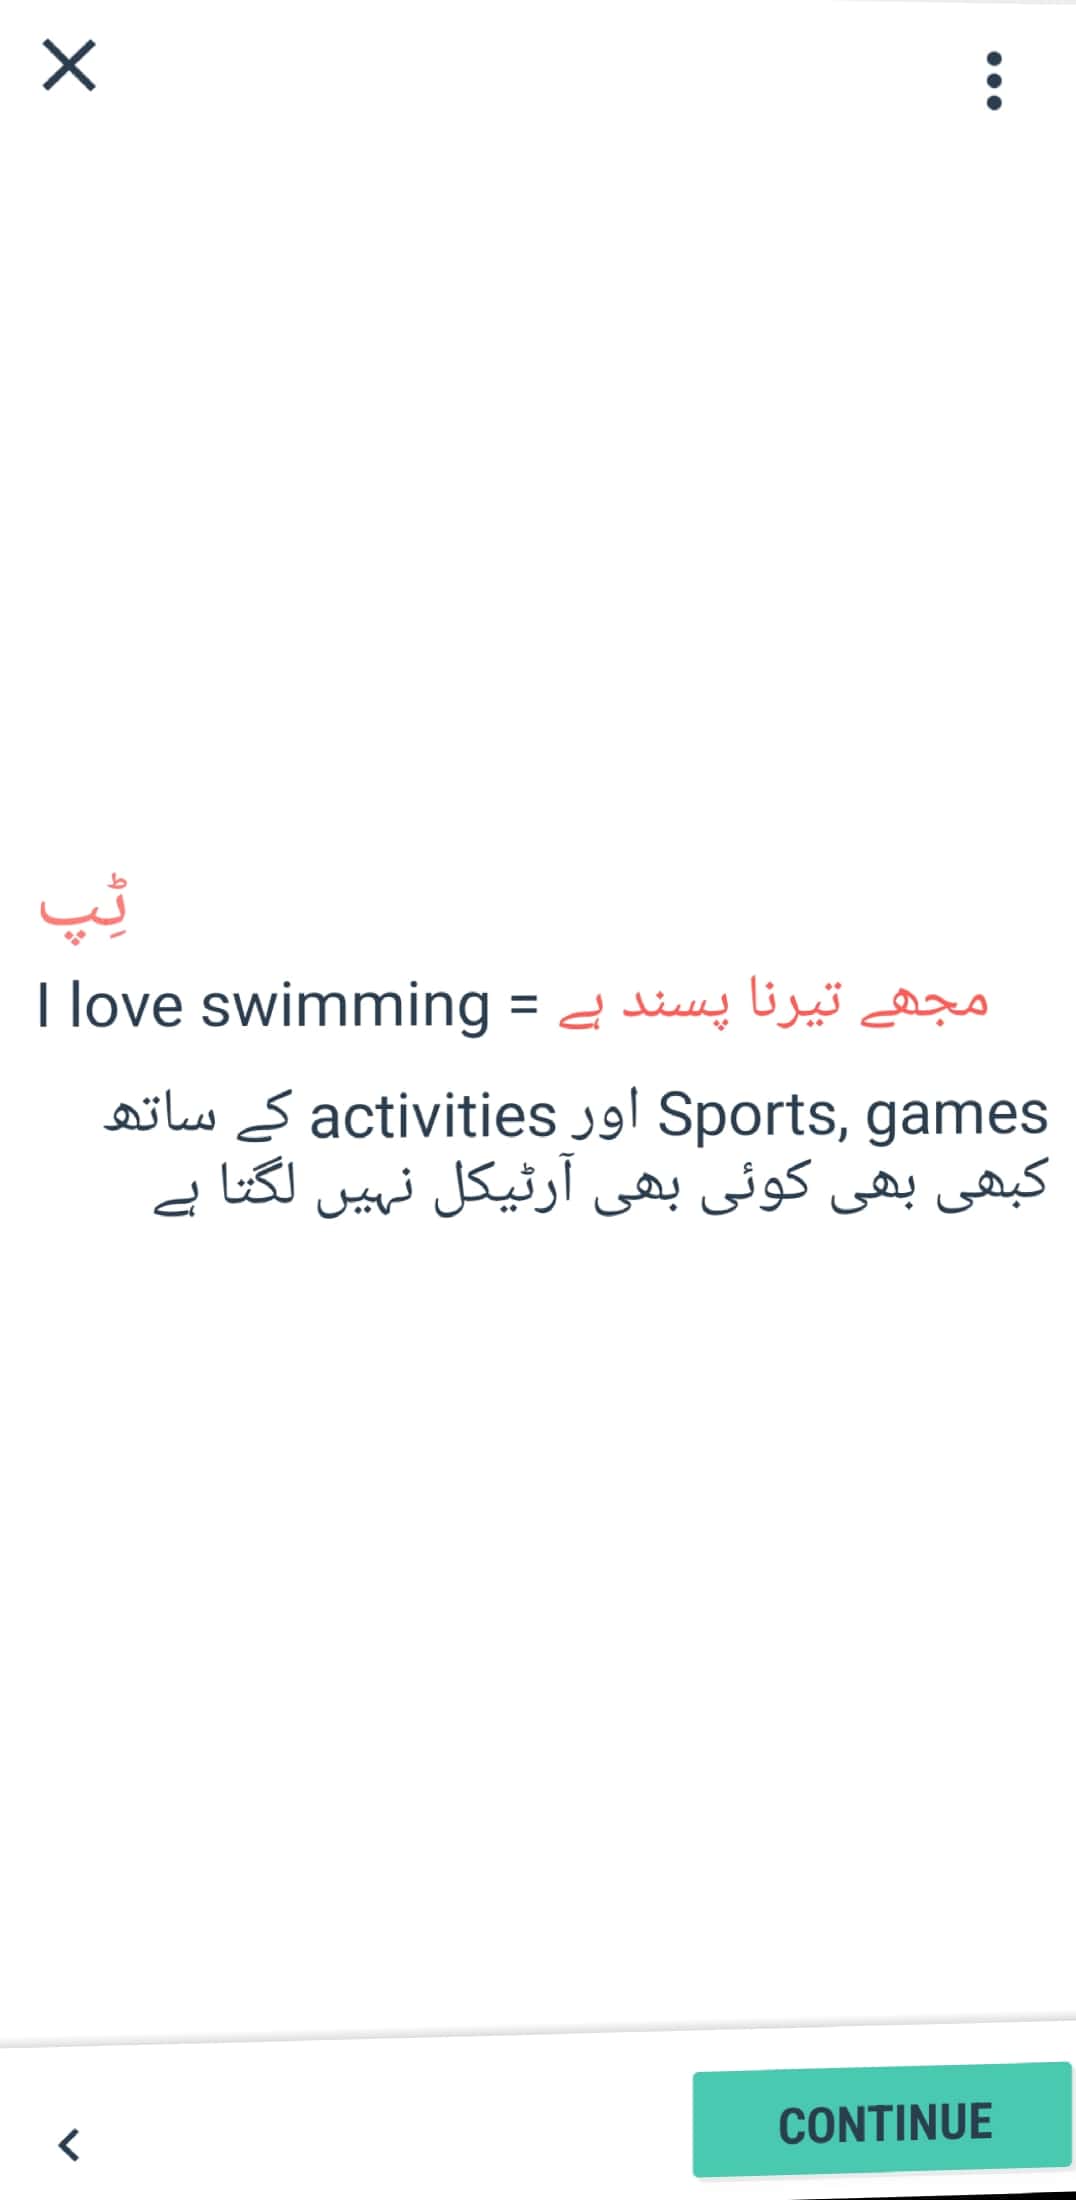 ٹِپ
I love swimming = مجھے تیرنا پسند ہے
Sports, games اور activities کے ساتھ
کبھی بھی کوئی بھی آرٹیکل نہیں لگتا ہے
CONTINUE